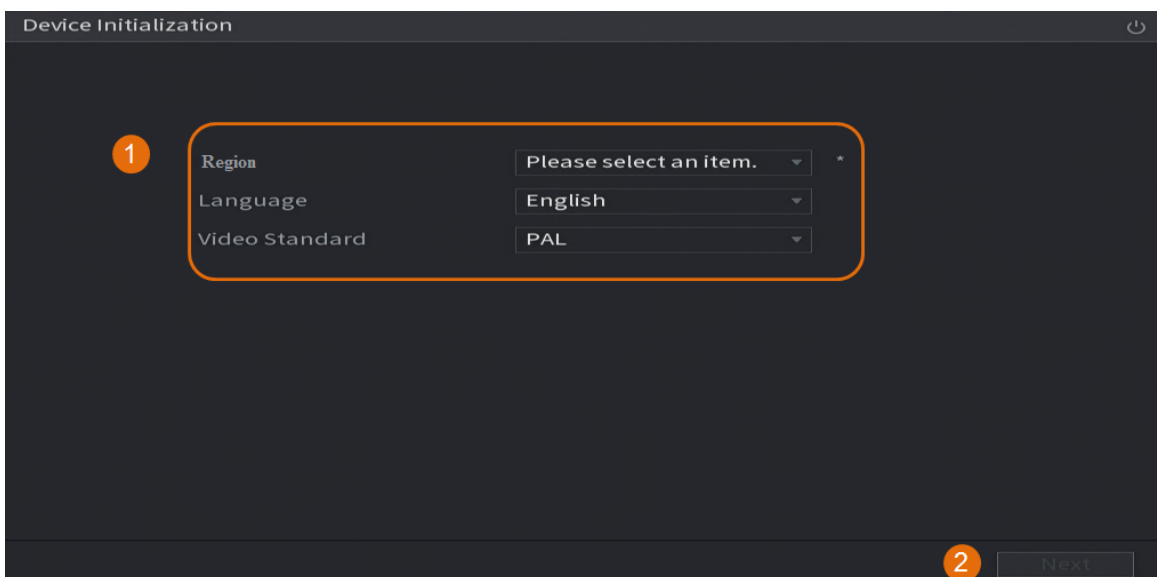 Device Initialization
1
Region Please select an item. *
Language English
Video Standard PAL
2 Next